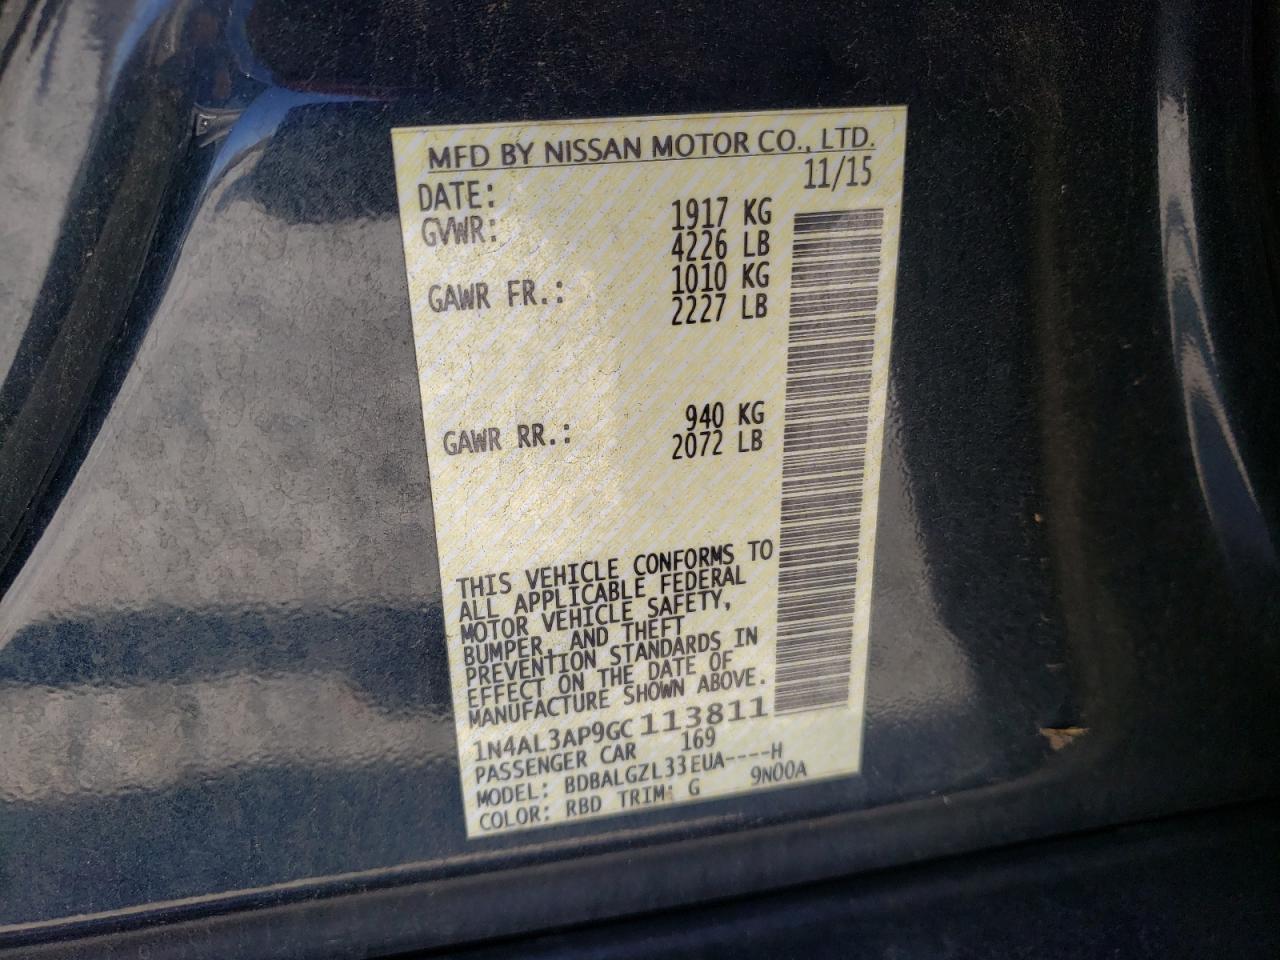 MFD BY NISSAN MOTOR CO., LTD.
DATE: 11/15
GVWR: 1917 KG
4226 LB
GAWR FR.: 1010 KG
2227 LB
GAWR RR.: 940 KG
2072 LB
THIS VEHICLE CONFORMS TO
ALL APPLICABLE FEDERAL
MOTOR VEHICLE SAFETY,
BUMPER, AND THEFT
PREVENTION STANDARDS IN
EFFECT ON THE DATE OF
MANUFACTURE SHOWN ABOVE.
1N4AL3AP9GC113811
PASSENGER CAR 169
MODEL: BDBALGZL33EUA----H
COLOR: RBD TRIM: G 9N00A